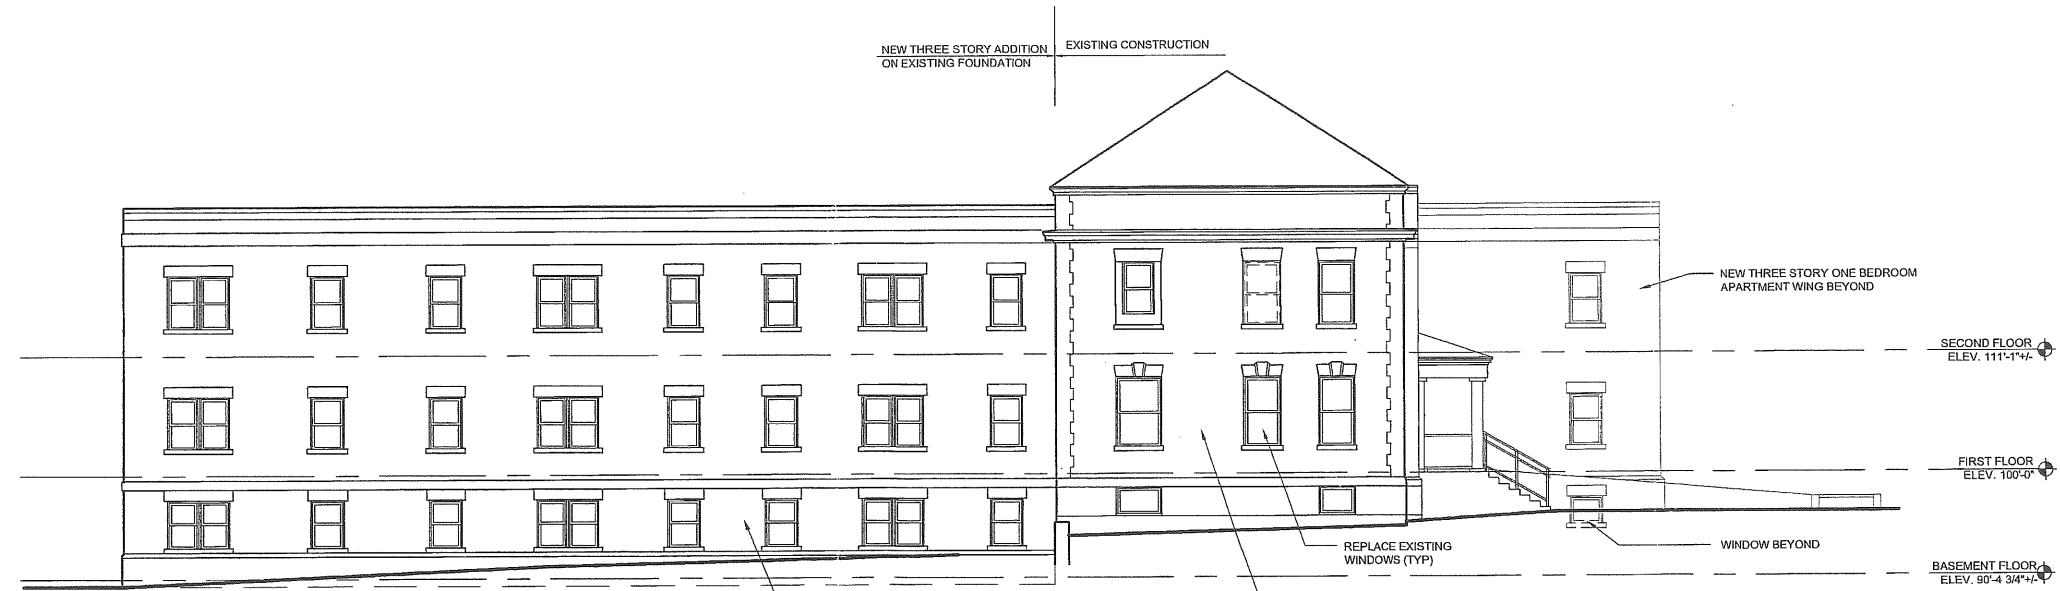 NEW THREE STORY ADDITION
ON EXISTING FOUNDATION
EXISTING CONSTRUCTION
NEW THREE STORY ONE BEDROOM
APARTMENT WING BEYOND
SECOND FLOOR
ELEV. 111'-1"+/-
FIRST FLOOR
ELEV. 100'-0"
REPLACE EXISTING
WINDOWS (TYP)
WINDOW BEYOND
BASEMENT FLOOR
ELEV. 90'-4 3/4"+/-